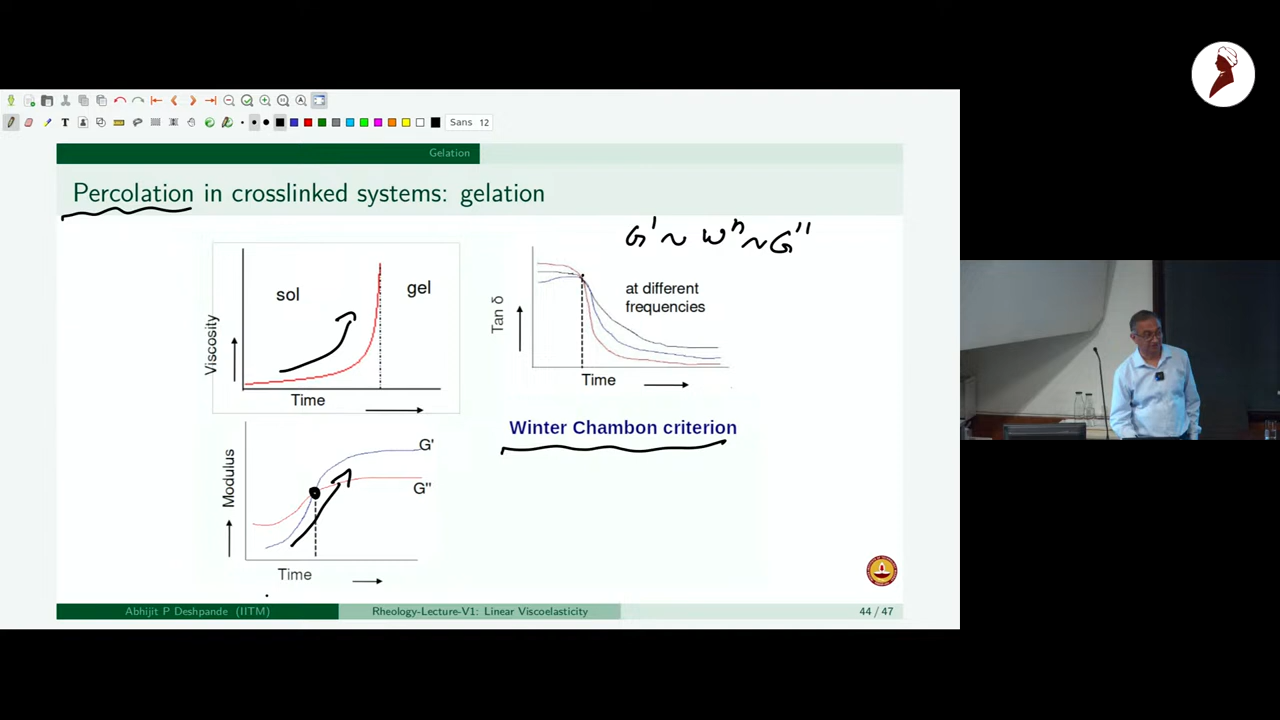 Sans 12
Gelation
Percolation in crosslinked systems: gelation
G' ~ ω^n ~ G''
sol
gel
Viscosity
Time
at different
frequencies
Tan δ
Time
Winter Chambon criterion
G'
G''
Modulus
Time
Abhijit P Deshpande (IITM)
Rheology-Lecture-V1: Linear Viscoelasticity
44 / 47